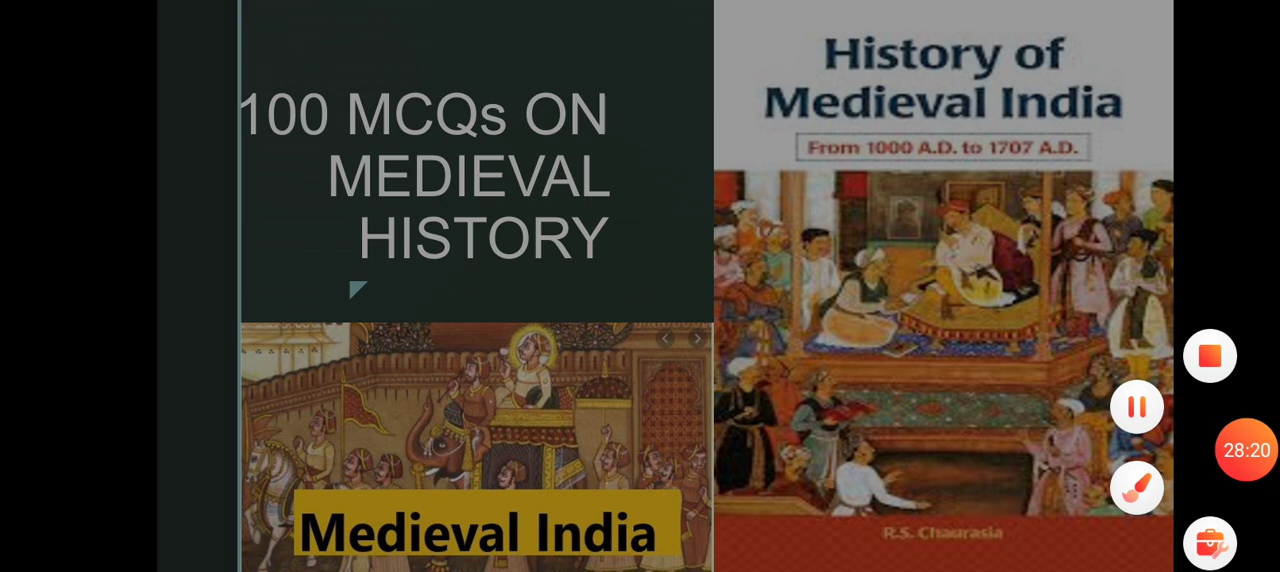 100 MCQs ON
MEDIEVAL
HISTORY
Medieval India
History of
Medieval India
From 1000 A.D. to 1707 A.D.
R.S. Chaurasia
28:20